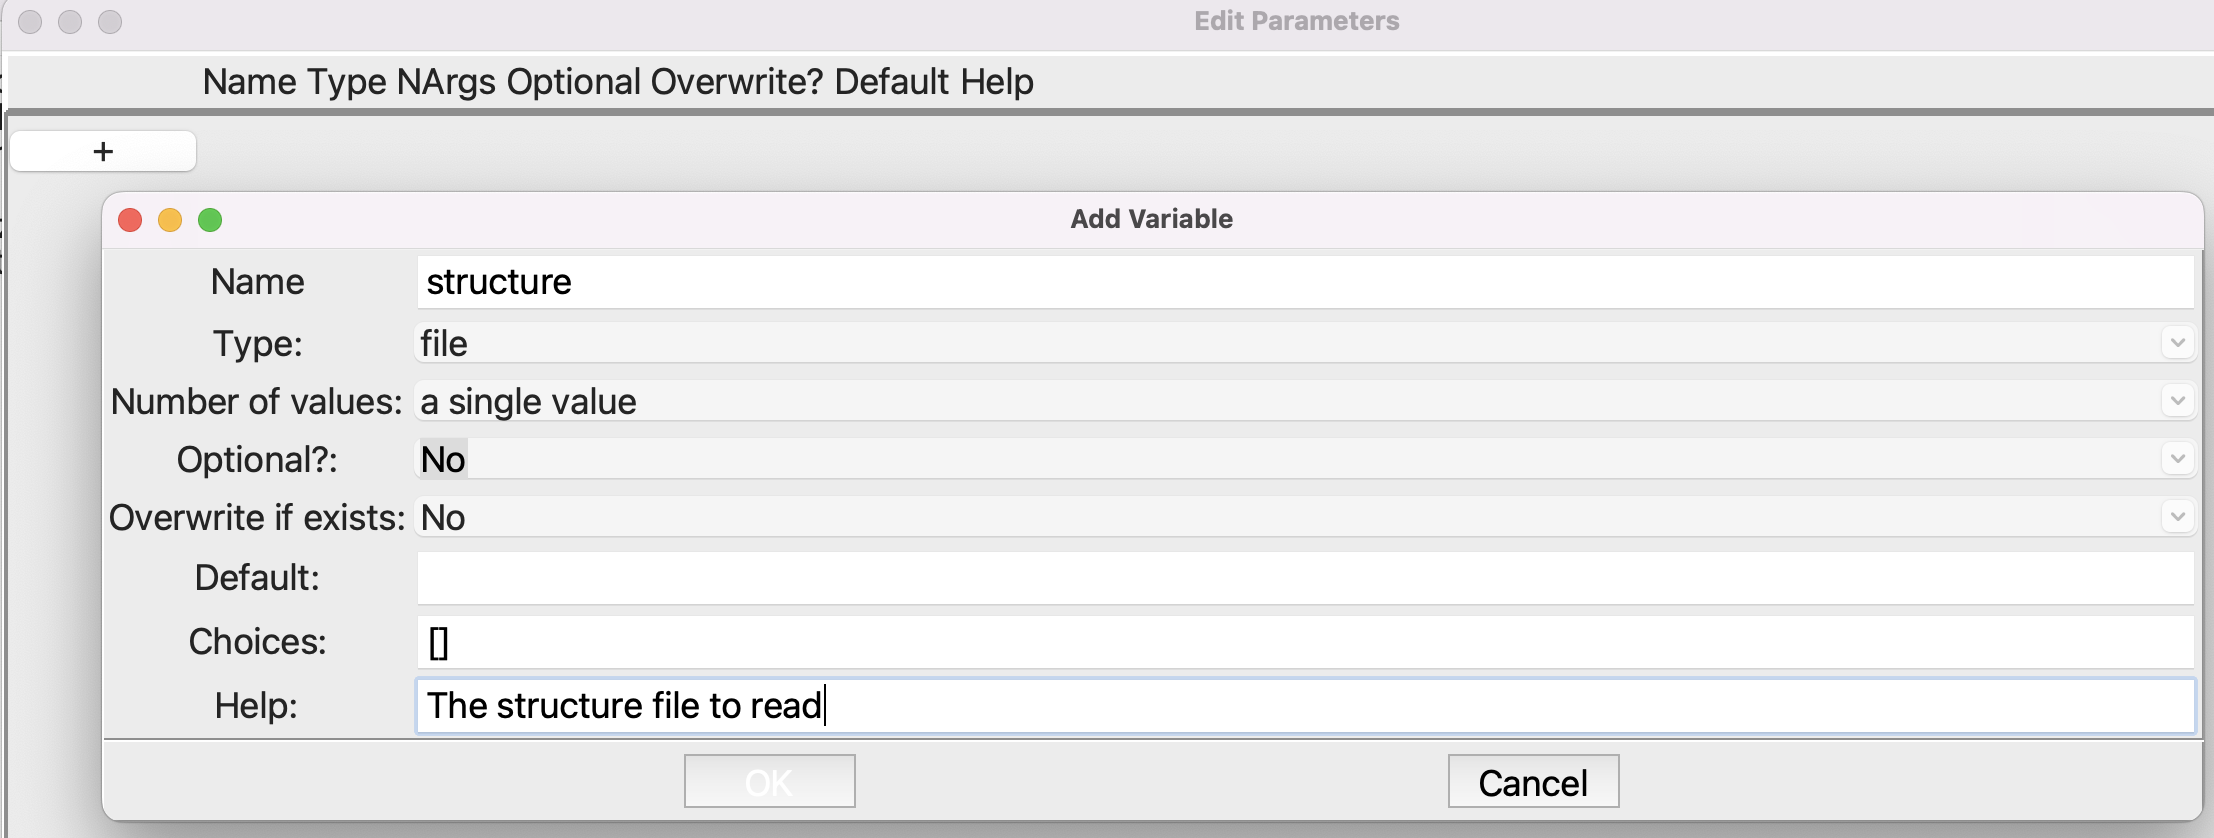 Edit Parameters
Name Type NArgs Optional Overwrite? Default Help
+
Add Variable
Name structure
Type: file
Number of values: a single value
Optional?: No
Overwrite if exists: No
Default:
Choices: []
Help: The structure file to read
OK Cancel